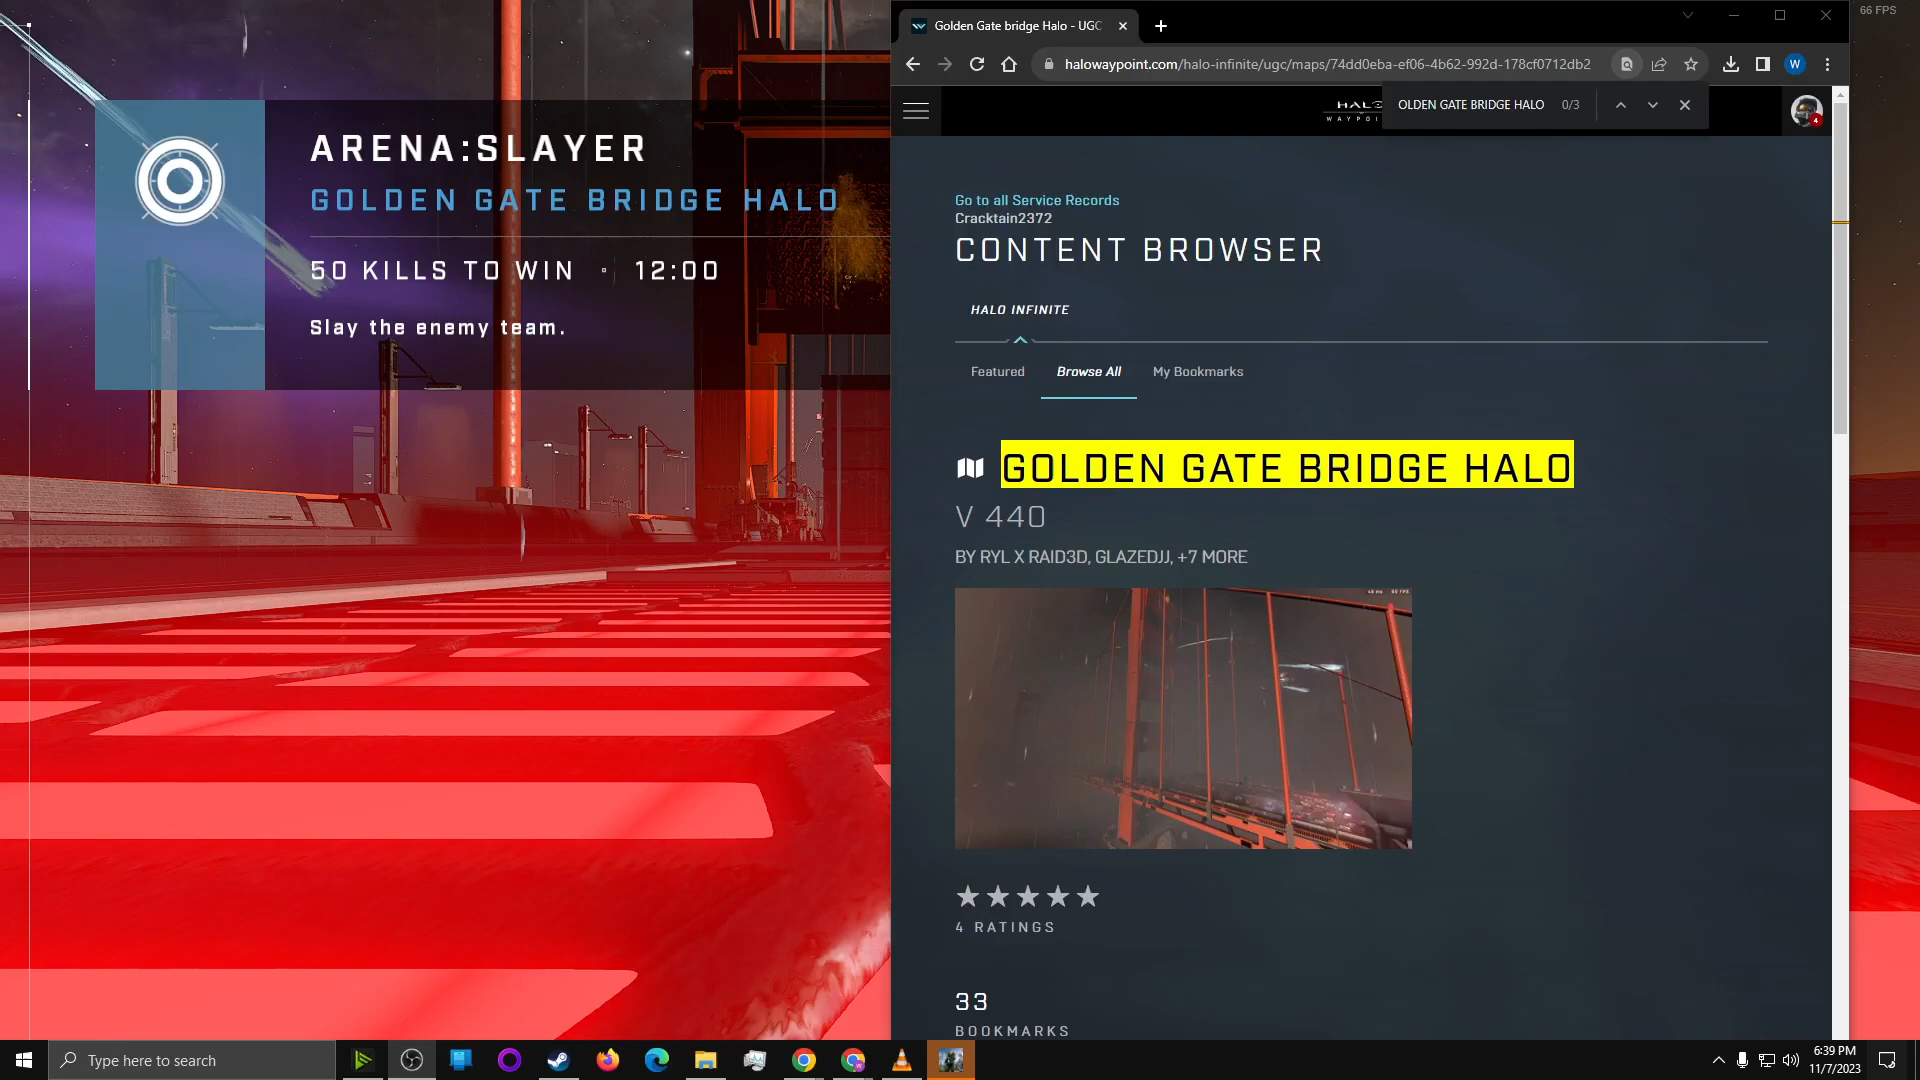 ARENA:SLAYER
GOLDEN GATE BRIDGE HALO
50 KILLS TO WIN 12:00
Slay the enemy team.
Golden Gate bridge Halo - UGC
66 FPS
halowaypoint.com/halo-infinite/ugc/maps/74dd0eba-ef06-4b62-992d-178cf0712db2
W
OLDEN GATE BRIDGE HALO 0/3
HALO
WAYPOI
4
Go to all Service Records
Cracktain2372
CONTENT BROWSER
HALO INFINITE
Featured Browse All My Bookmarks
GOLDEN GATE BRIDGE HALO
V 440
BY RYL X RAID3D, GLAZEDJJ, +7 MORE
4 RATINGS
33
BOOKMARKS
Type here to search
6:39 PM
11/7/2023